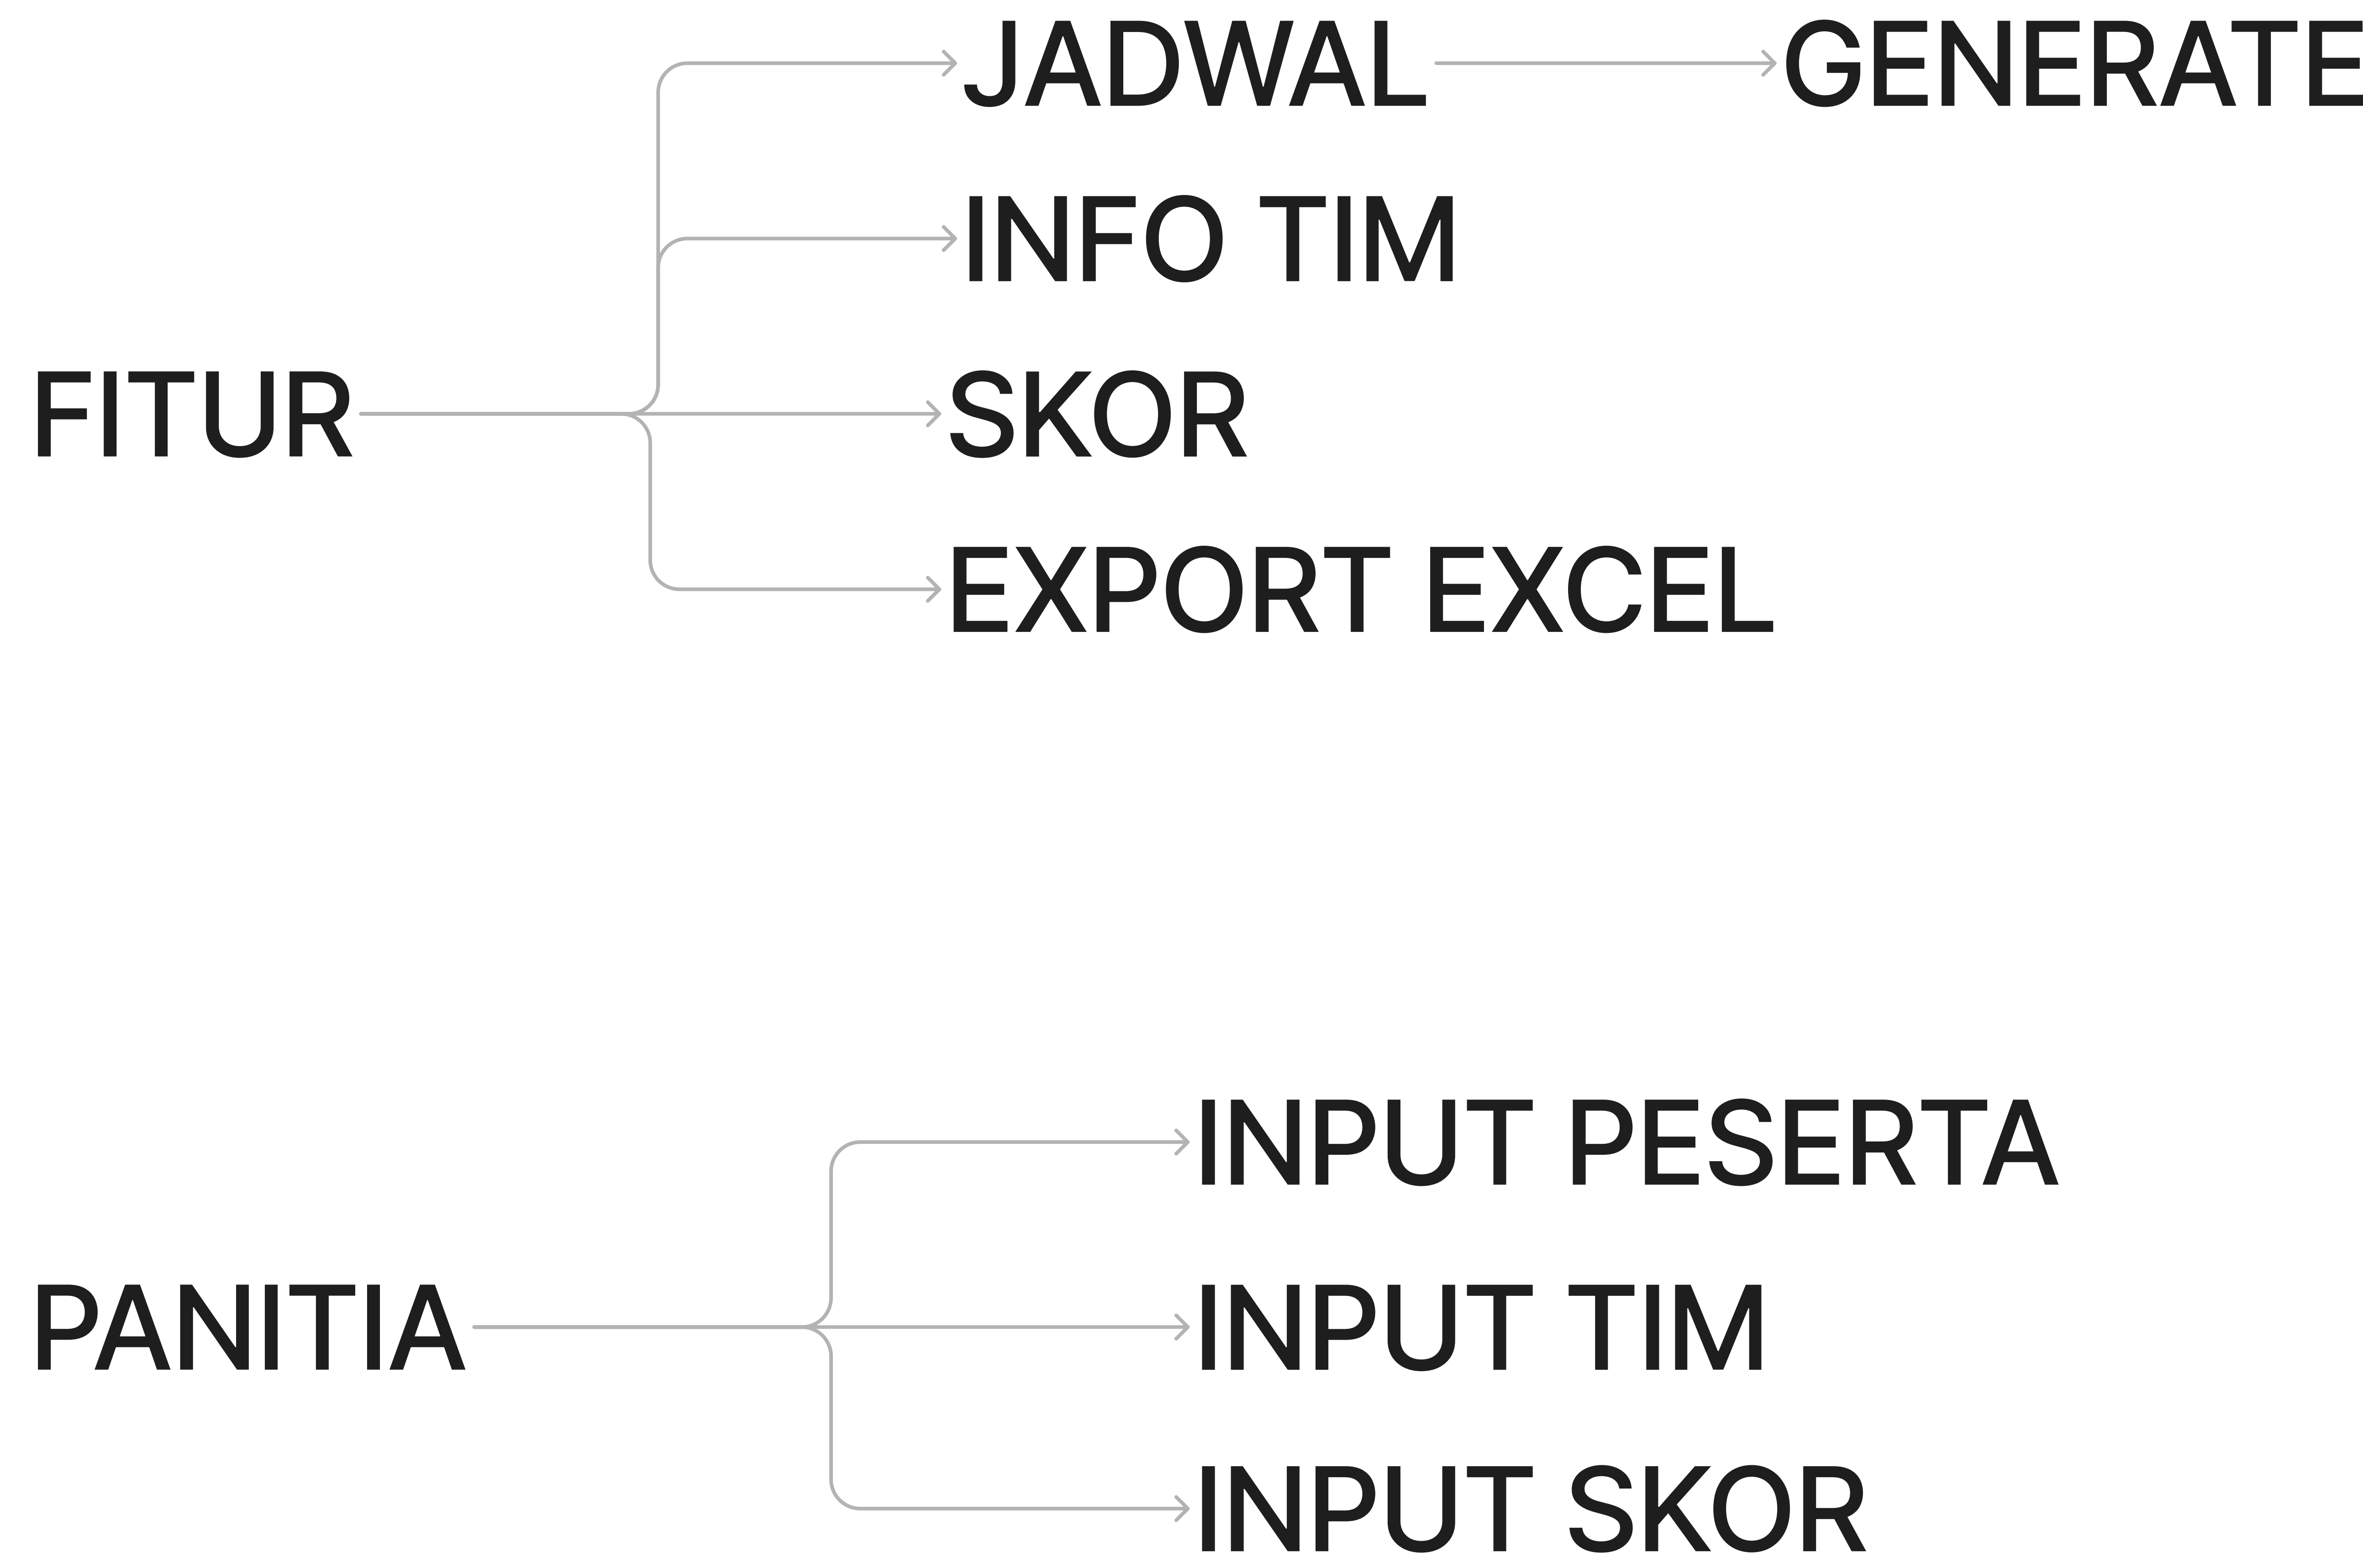 JADWAL
GENERATE
INFO TIM
FITUR
SKOR
EXPORT EXCEL
INPUT PESERTA
PANITIA
INPUT TIM
INPUT SKOR